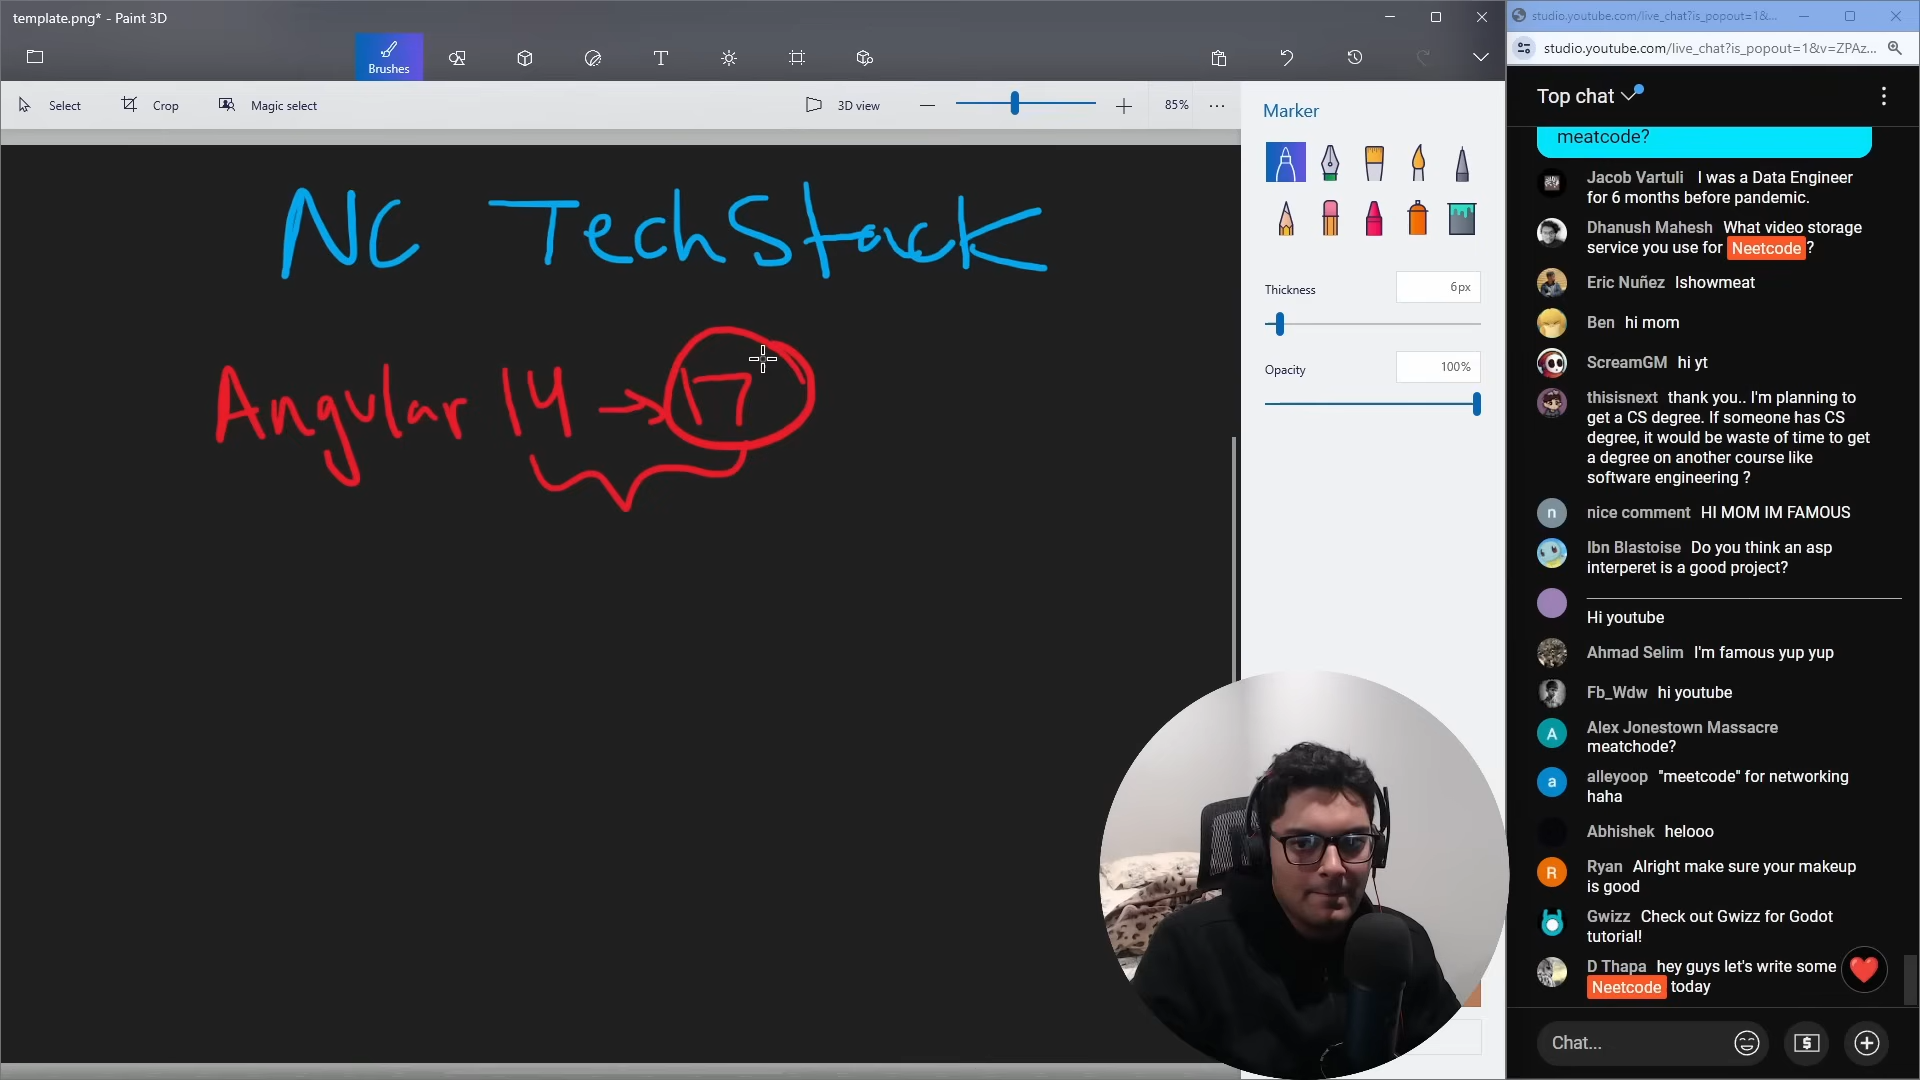 template.png* - Paint 3D
studio.youtube.com/live_chat?is_popout=1&...
Brushes
studio.youtube.com/live_chat?is_popout=1&v=ZPAz...
Select
Crop
Magic select
3D view
85%
Marker
Top chat
meatcode?
Thickness
6px
Opacity
100%
NC TechStack
Angular 14 → 17
Jacob Vartuli I was a Data Engineer
for 6 months before pandemic.
Dhanush Mahesh What video storage
service you use for Neetcode ?
Eric Nuñez Ishowmeat
Ben hi mom
ScreamGM hi yt
thisisnext thank you.. I'm planning to
get a CS degree. If someone has CS
degree, it would be waste of time to get
a degree on another course like
software engineering ?
n
nice comment HI MOM IM FAMOUS
Ibn Blastoise Do you think an asp
interperet is a good project?
Hi youtube
Ahmad Selim I'm famous yup yup
Fb_Wdw hi youtube
A
Alex Jonestown Massacre
meatchode?
a
alleyoop "meetcode" for networking
haha
Abhishek helooo
R
Ryan Alright make sure your makeup
is good
Gwizz Check out Gwizz for Godot
tutorial!
D Thapa hey guys let's write some
Neetcode today
Chat...